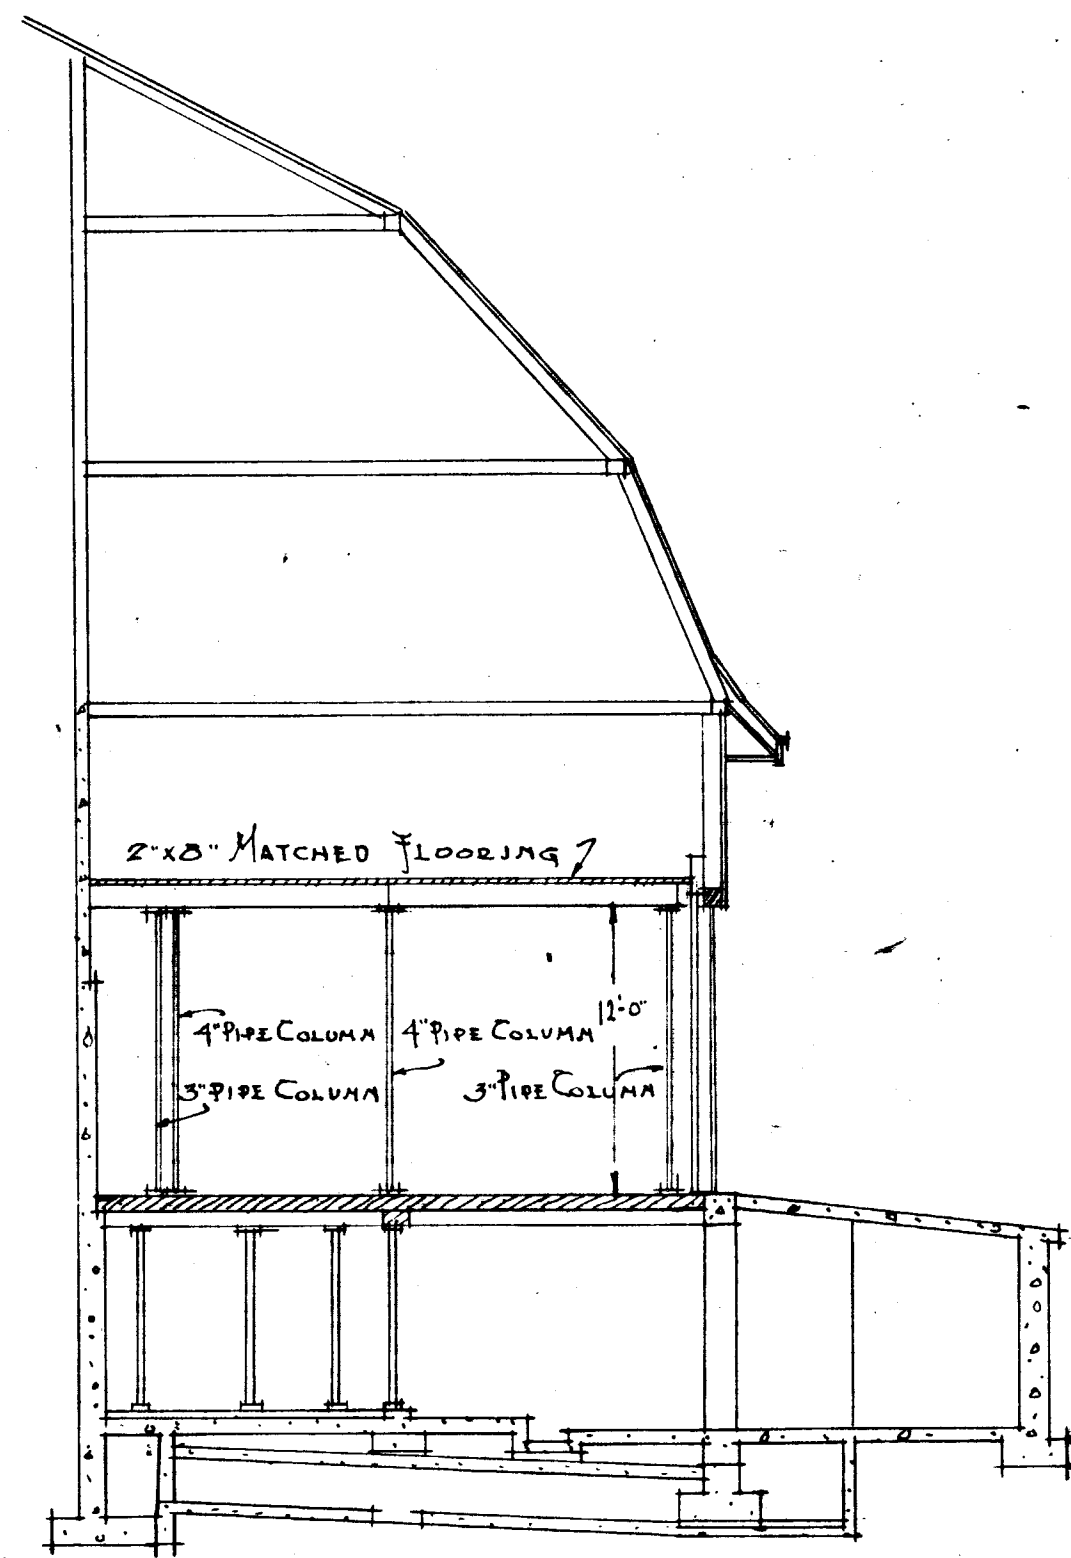 2"x8" MATCHED FLOORING
12'-0"
4" PIPE COLUMN
4" PIPE COLUMN
3" PIPE COLUMN
3" PIPE COLUMN